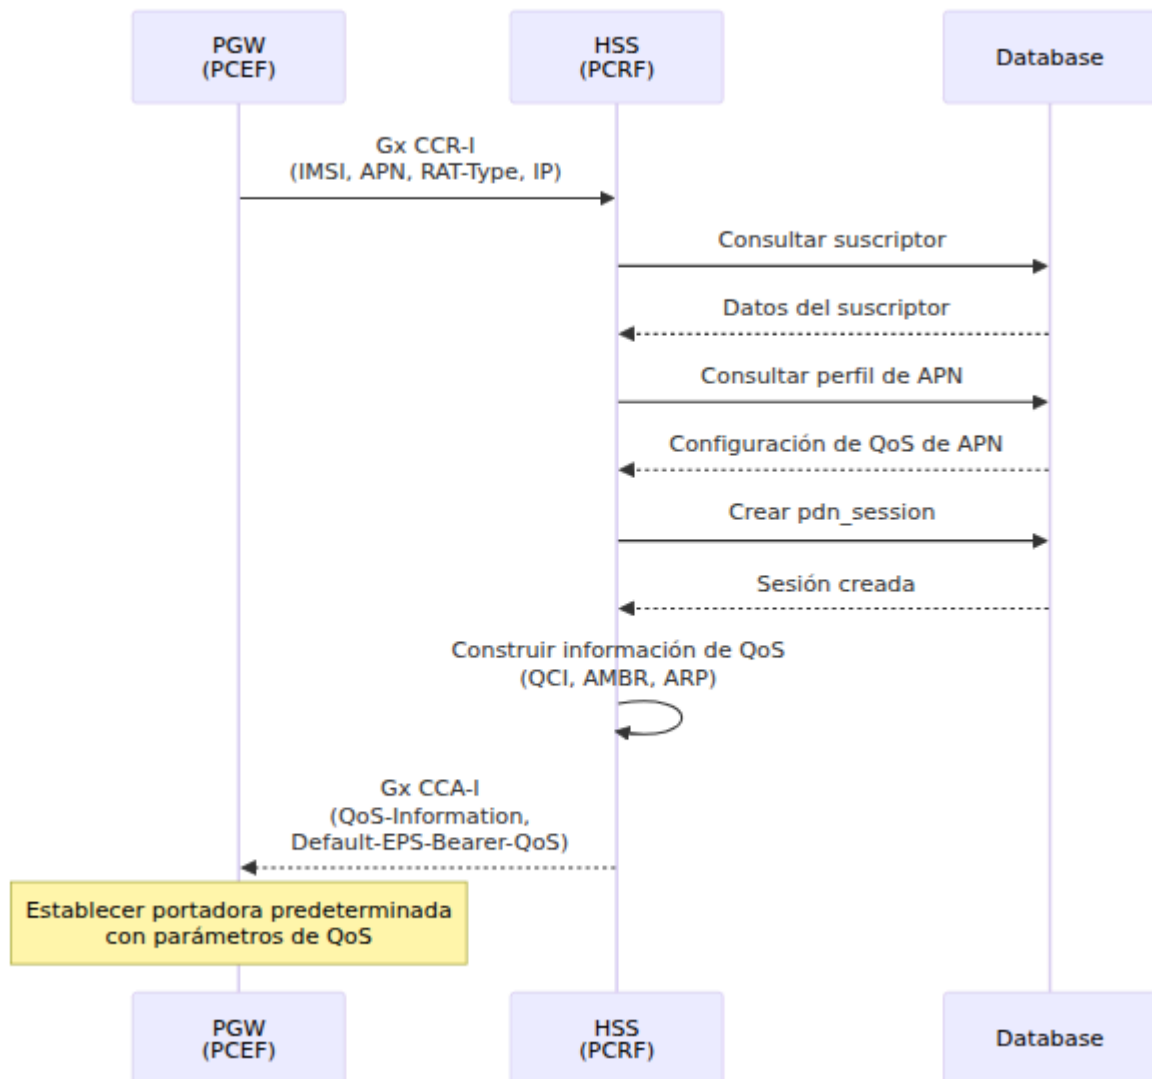 PGW
(PCEF)
HSS
(PCRF)
Database
Gx CCR-I
(IMSI, APN, RAT-Type, IP)
Consultar suscriptor
Datos del suscriptor
Consultar perfil de APN
Configuración de QoS de APN
Crear pdn_session
Sesión creada
Construir información de QoS
(QCI, AMBR, ARP)
Gx CCA-I
(QoS-Information,
Default-EPS-Bearer-QoS)
Establecer portadora predeterminada
con parámetros de QoS
PGW
(PCEF)
HSS
(PCRF)
Database